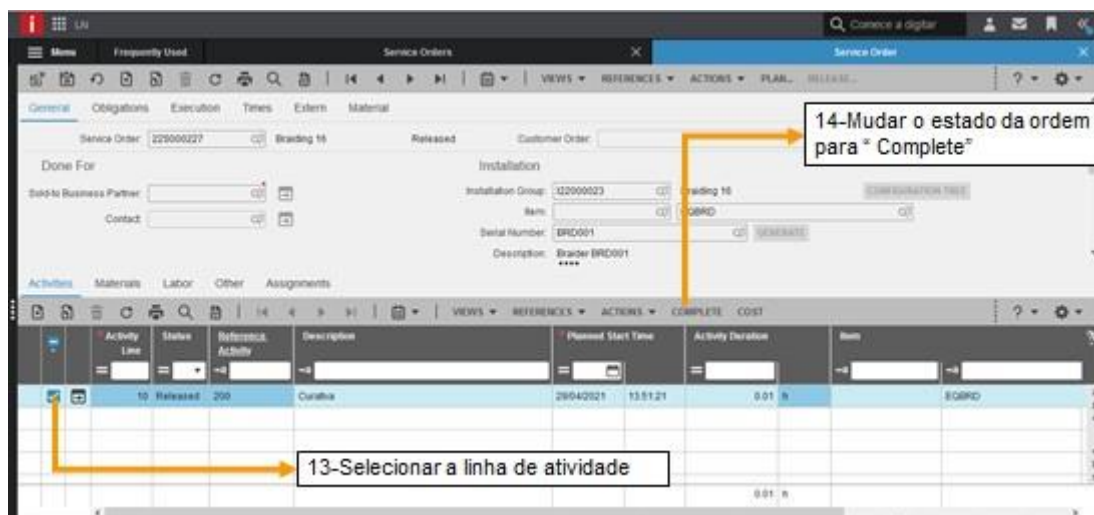 LN
Comece a digitar
Menu Frequently Used Service Orders Service Order
VIEWS REFERENCES ACTIONS PLAN... RELEASE...
General Obligations Execution Times Extern Material
Service Order: 225000227 Braiding 16 Released Customer Order:
14-Mudar o estado da ordem
para “ Complete”
Done For Installation
Sold-to Business Partner: Installation Group: Braiding 16 CONFIGURATION TREE
Contact: Item: EQBRD
Serial Number: BRD001 GENERATE
Description: Braider BRD001
Activities Materials Labor Other Assignments
VIEWS REFERENCES ACTIONS COMPLETE COST
Activity Line Status Reference Activity Description Planned Start Time Activity Duration Item
10 Released 200 Curativa 29/04/2021 13:51:21 0.01 h EQBRD
13-Selecionar a linha de atividade
0.01 h